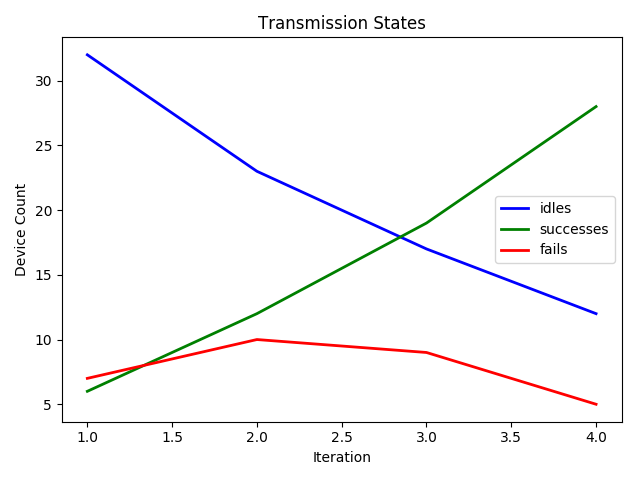 Transmission States
Device Count
30
25
20
15
10
5
idles
successes
fails
1.0 1.5 2.0 2.5 3.0 3.5 4.0
Iteration